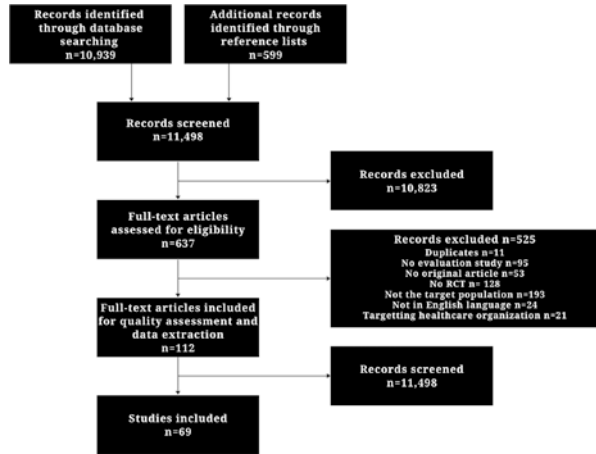 Records identified
through database
searching
n=10,939
Additional records
identified through
reference lists
n=599
Records screened
n=11,498
Records excluded
n=10,823
Full-text articles
assessed for eligibility
n=637
Records excluded n=525
Duplicates n=11
No evaluation study n=95
No original article n=53
No RCT n= 128
Not the target population n=193
Not in English language n=24
Targetting healthcare organization n=21
Full-text articles included
for quality assessment and
data extraction
n=112
Records screened
n=11,498
Studies included
n=69